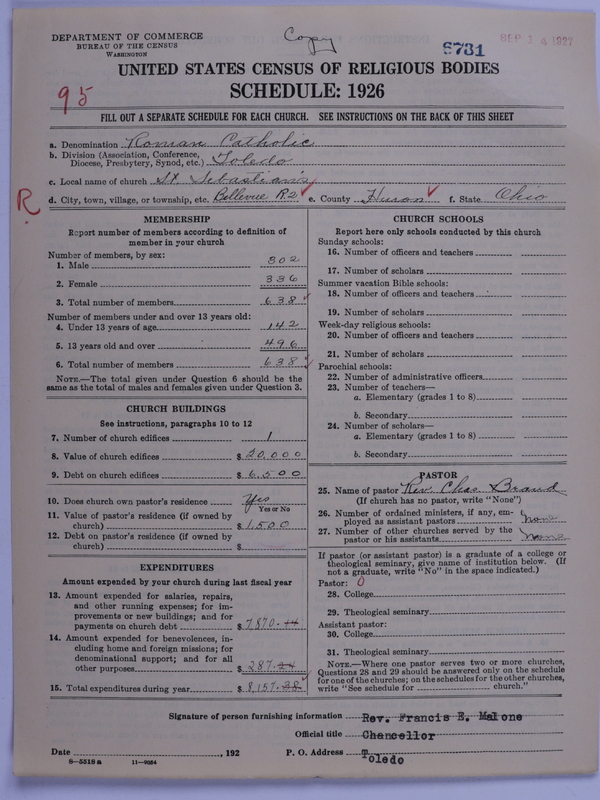 DEPARTMENT OF COMMERCE
BUREAU OF THE CENSUS
WASHINGTON
Copy
6731
SEP 1 4 1927
UNITED STATES CENSUS OF RELIGIOUS BODIES
SCHEDULE: 1926
95
FILL OUT A SEPARATE SCHEDULE FOR EACH CHURCH. SEE INSTRUCTIONS ON THE BACK OF THIS SHEET
a. Denomination Roman Catholic
b. Division (Association, Conference, Diocese, Presbytery, Synod, etc.) Toledo
c. Local name of church St. Sebastian's
R
d. City, town, village, or township, etc. Bellevue R2 e. County Huron f. State Ohio
MEMBERSHIP
Report number of members according to definition of
member in your church
Number of members, by sex:
1. Male 302
2. Female 336
3. Total number of members 638
Number of members under and over 13 years old:
4. Under 13 years of age 142
5. 13 years old and over 496
6. Total number of members 638
NOTE.—The total given under Question 6 should be the
same as the total of males and females given under Question 3.
CHURCH BUILDINGS
See instructions, paragraphs 10 to 12
7. Number of church edifices 1
8. Value of church edifices $ 20,000
9. Debt on church edifices $ 6,500
10. Does church own pastor's residence Yes
Yes or No
11. Value of pastor's residence (if owned by
church) $ 1,500
12. Debt on pastor's residence (if owned by
church) $
EXPENDITURES
Amount expended by your church during last fiscal year
13. Amount expended for salaries, repairs,
and other running expenses; for im-
provements or new buildings; and for
payments on church debt $ 7,870.14
14. Amount expended for benevolences, in-
cluding home and foreign missions; for
denominational support; and for all
other purposes $ 287.24
15. Total expenditures during year $ 8,157.38
CHURCH SCHOOLS
Report here only schools conducted by this church
Sunday schools:
16. Number of officers and teachers
17. Number of scholars
Summer vacation Bible schools:
18. Number of officers and teachers
19. Number of scholars
Week-day religious schools:
20. Number of officers and teachers
21. Number of scholars
Parochial schools:
22. Number of administrative officers
23. Number of teachers—
a. Elementary (grades 1 to 8)
b. Secondary
24. Number of scholars—
a. Elementary (grades 1 to 8)
b. Secondary
PASTOR
25. Name of pastor Rev. Chas. Braud
(If church has no pastor, write "None")
26. Number of ordained ministers, if any, em-
ployed as assistant pastors none
27. Number of other churches served by the
pastor or his assistants none
If pastor (or assistant pastor) is a graduate of a college or
theological seminary, give name of institution below. (If
not a graduate, write "No" in the space indicated.)
Pastor: 0
28. College
29. Theological seminary
Assistant pastor:
30. College
31. Theological seminary
NOTE.—Where one pastor serves two or more churches,
Questions 28 and 29 should be answered only on the schedule
for one of the churches; on the schedules for the other churches,
write "See schedule for church."
Signature of person furnishing information Rev. Francis E. Malone
Official title Chancellor
Date , 192 P. O. Address Toledo
8—5518 a 11—9054